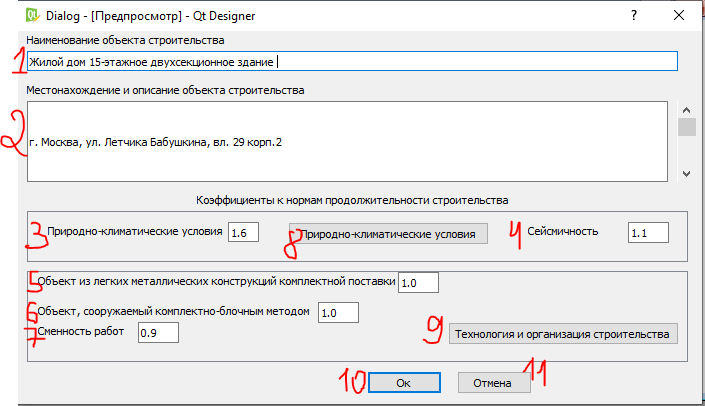 Dialog - [Предпросмотр] - Qt Designer
Наименование объекта строительства
1 Жилой дом 15-этажное двухсекционное здание
Местонахождение и описание объекта строительства
2 г. Москва, ул. Летчика Бабушкина, вл. 29 корп.2
Коэффициенты к нормам продолжительности строительства
3 Природно-климатические условия 1.6 8 Природно-климатические условия 4 Сейсмичность 1.1
5 Объект из легких металлических конструкций комплектной поставки 1.0
6 Объект, сооружаемый комплектно-блочным методом 1.0
7 Сменность работ 0.9 9 Технология и организация строительства
10 Ок Отмена 11